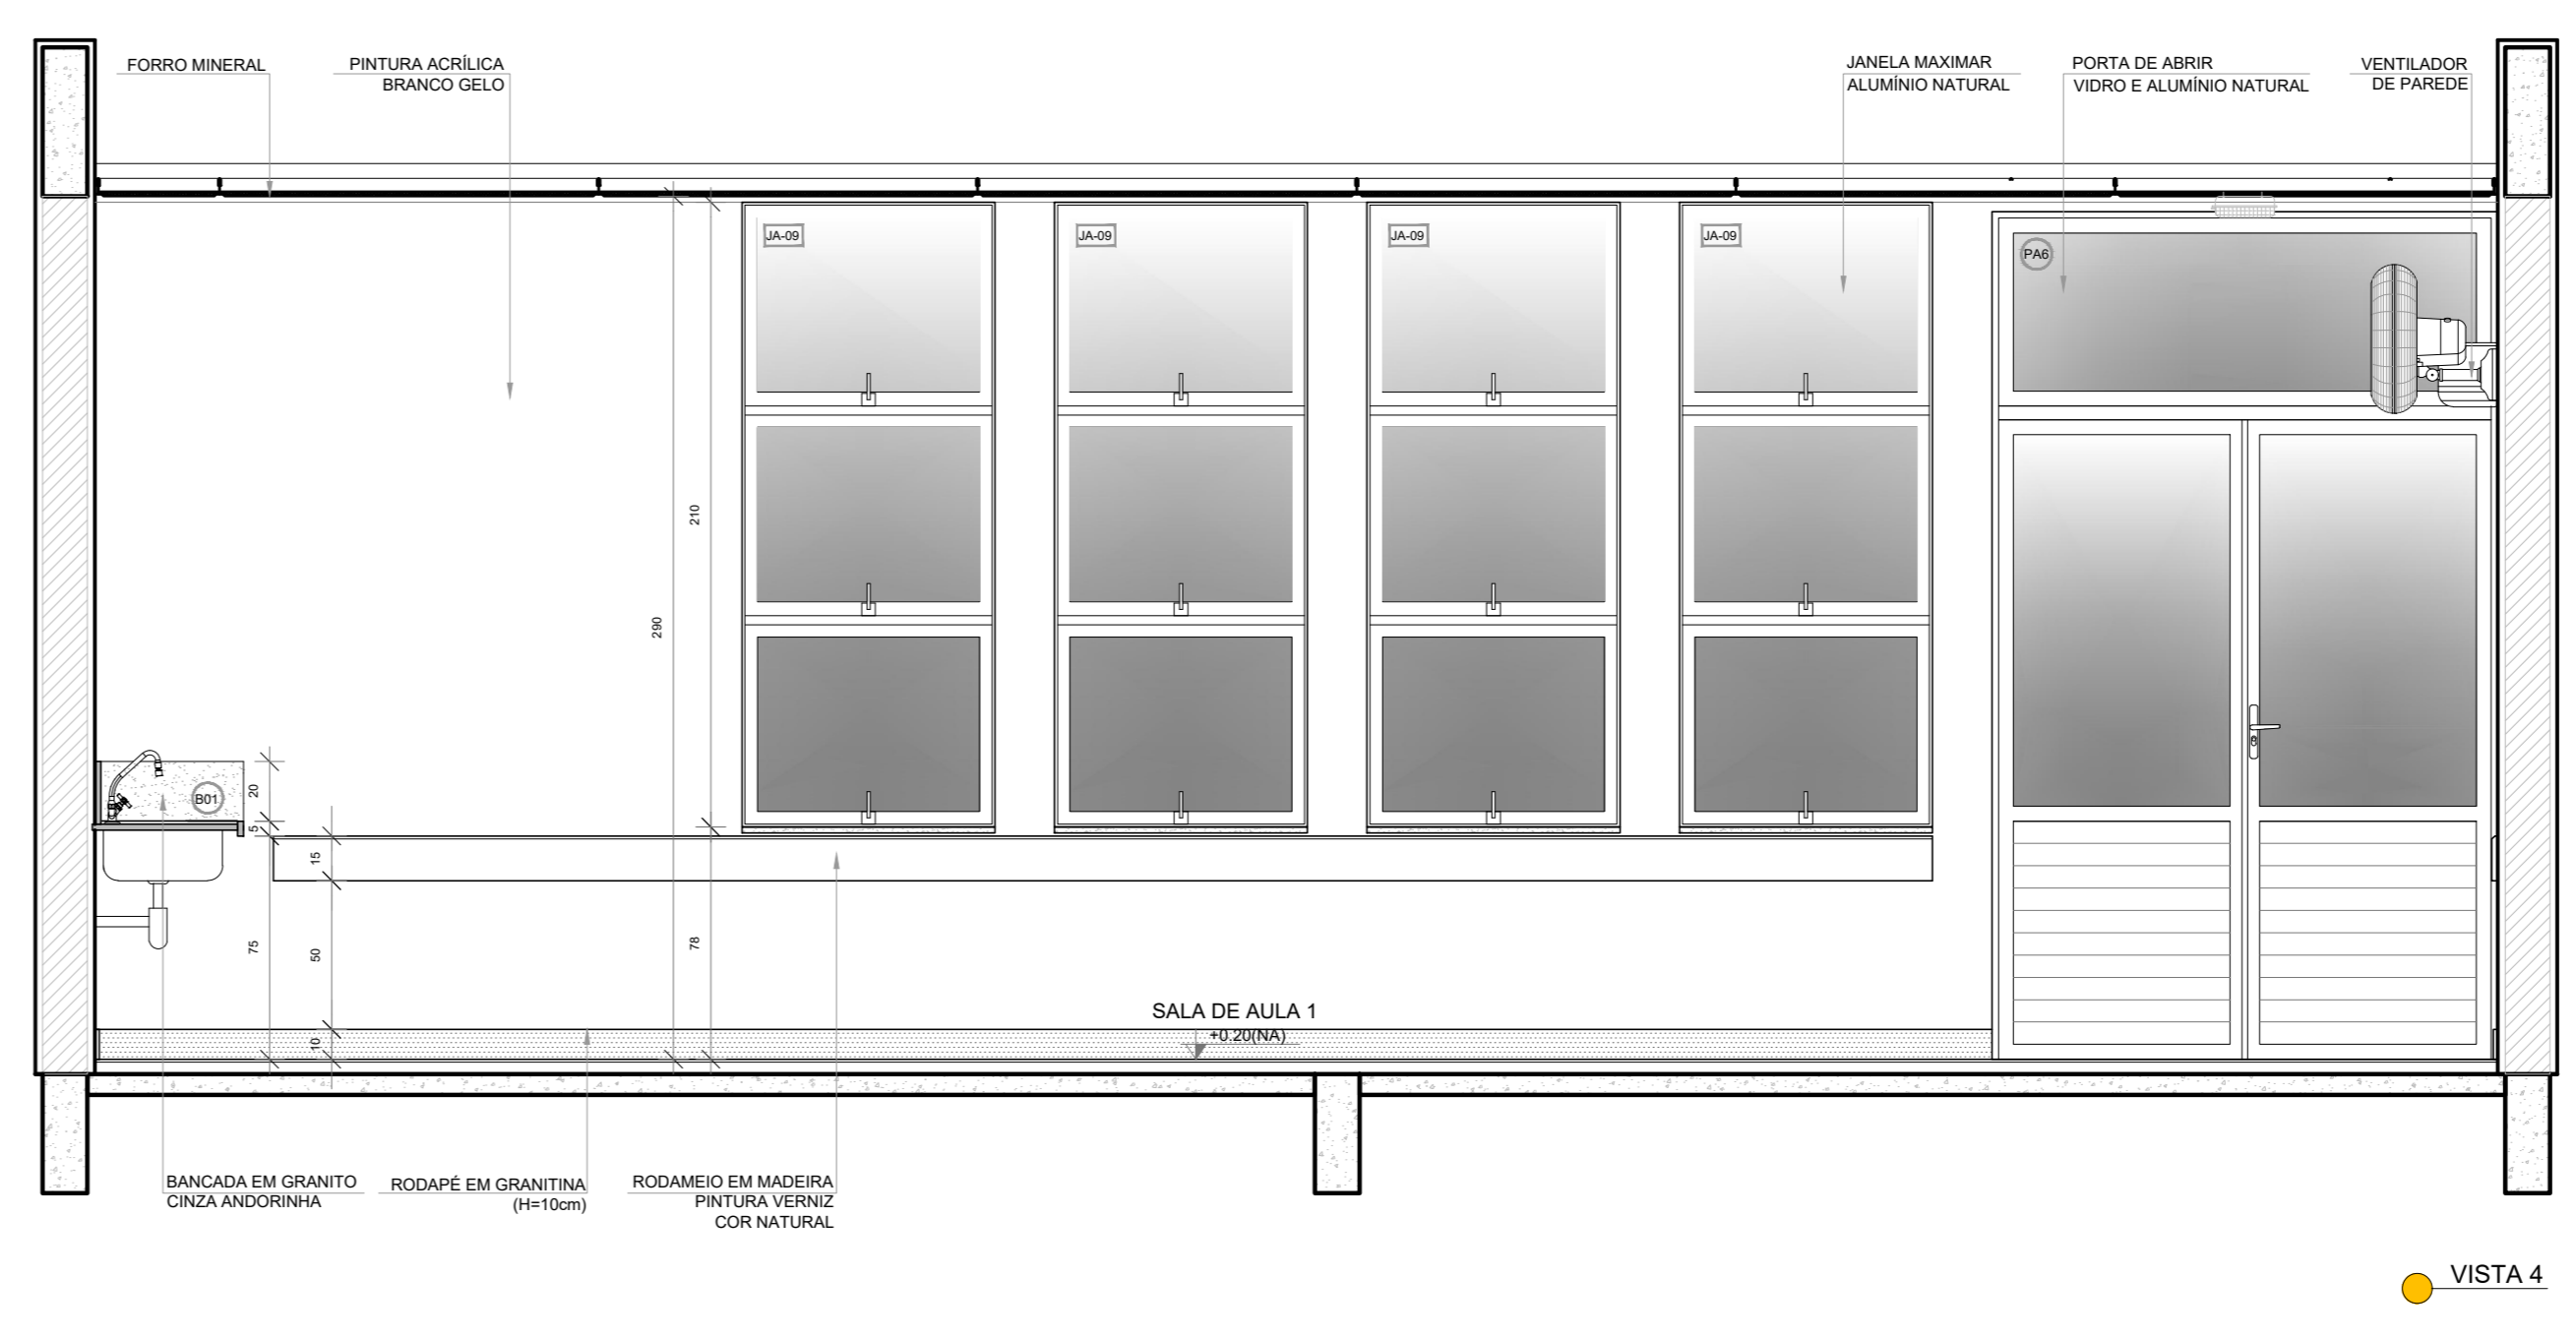 FORRO MINERAL
PINTURA ACRÍLICA
BRANCO GELO
JANELA MAXIMAR
ALUMÍNIO NATURAL
PORTA DE ABRIR
VIDRO E ALUMÍNIO NATURAL
VENTILADOR
DE PAREDE
JA-09
JA-09
JA-09
JA-09
PA6
210
290
B01
20
5
15
75
50
78
10
SALA DE AULA 1
+0.20(NA)
BANCADA EM GRANITO
CINZA ANDORINHA
RODAPÉ EM GRANITINA
(H=10cm)
RODAMEIO EM MADEIRA
PINTURA VERNIZ
COR NATURAL
VISTA 4